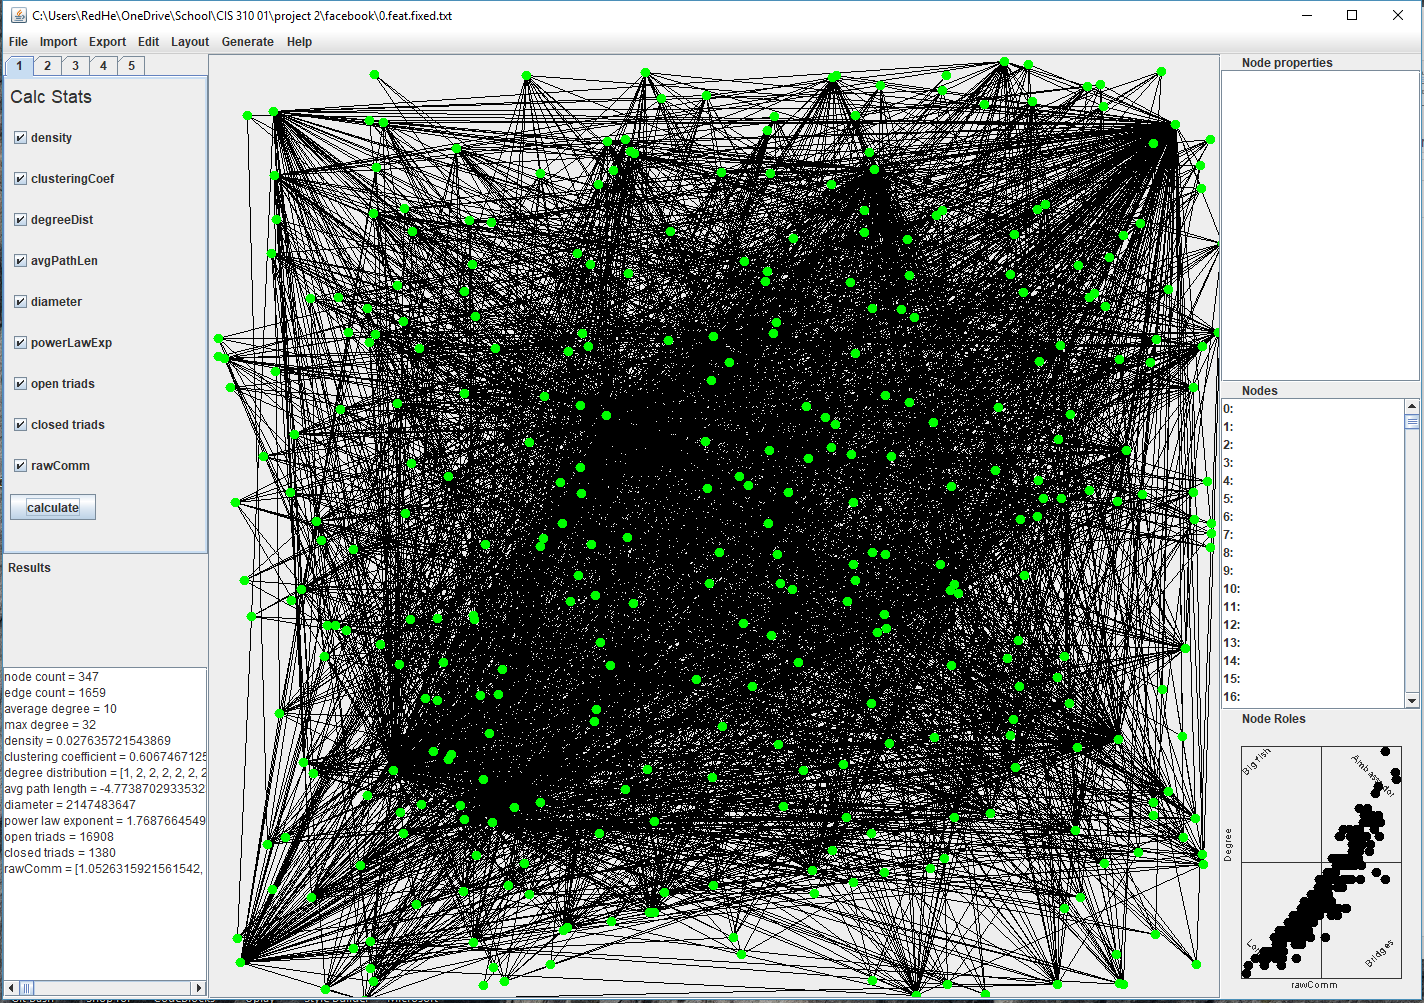 C:\Users\RedHe\OneDrive\School\CIS 310 01\project 2\facebook\0.feat.fixed.txt
File Import Export Edit Layout Generate Help
1 2 3 4 5
Calc Stats
density
clusteringCoef
degreeDist
avgPathLen
diameter
powerLawExp
open triads
closed triads
rawComm
calculate
Results
node count = 347
edge count = 1659
average degree = 10
max degree = 32
density = 0.027635721543869
clustering coefficient = 0.6067467125
degree distribution = [1, 2, 2, 2, 2, 2, 2
avg path length = -4.7738702933532
diameter = 2147483647
power law exponent = 1.7687664549
open triads = 16908
closed triads = 1380
rawComm = [1.0526315921561542,
Node properties
Nodes
0:
1:
2:
3:
4:
5:
6:
7:
8:
9:
10:
11:
12:
13:
14:
15:
16:
Node Roles
Big fish
Ambassador
Degree
Bridges
rawComm